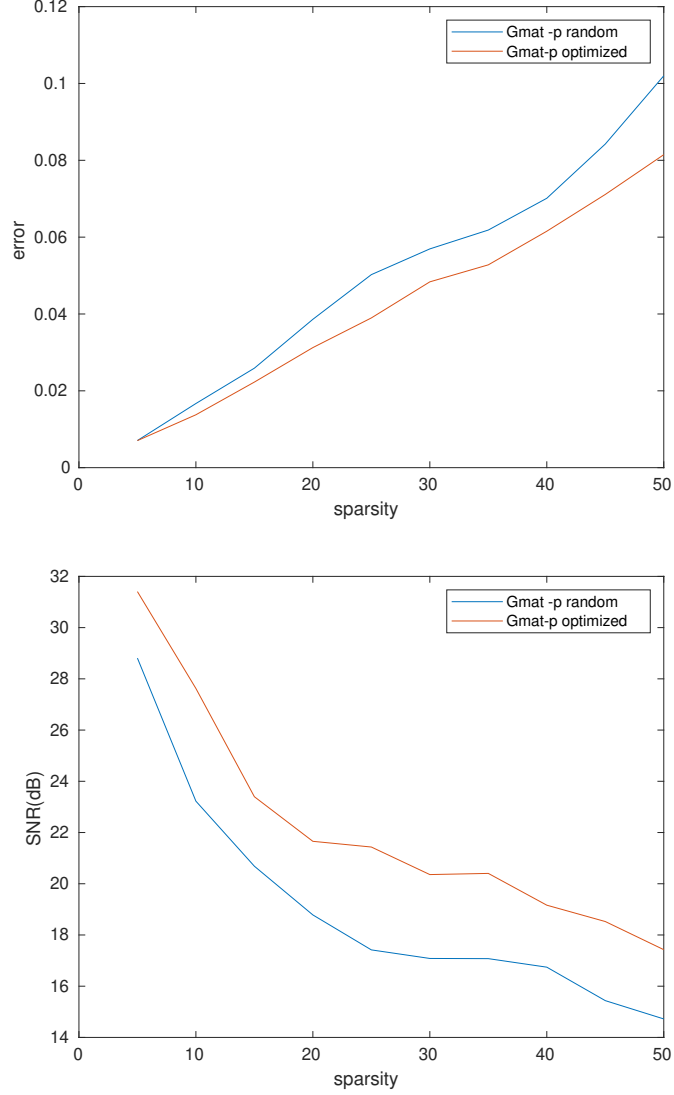 0.12
0.1
0.08
0.06
0.04
0.02
0
error
Gmat -p random
Gmat-p optimized
0 10 20 30 40 50
sparsity
32
30
28
26
24
22
20
18
16
14
SNR(dB)
Gmat -p random
Gmat-p optimized
0 10 20 30 40 50
sparsity